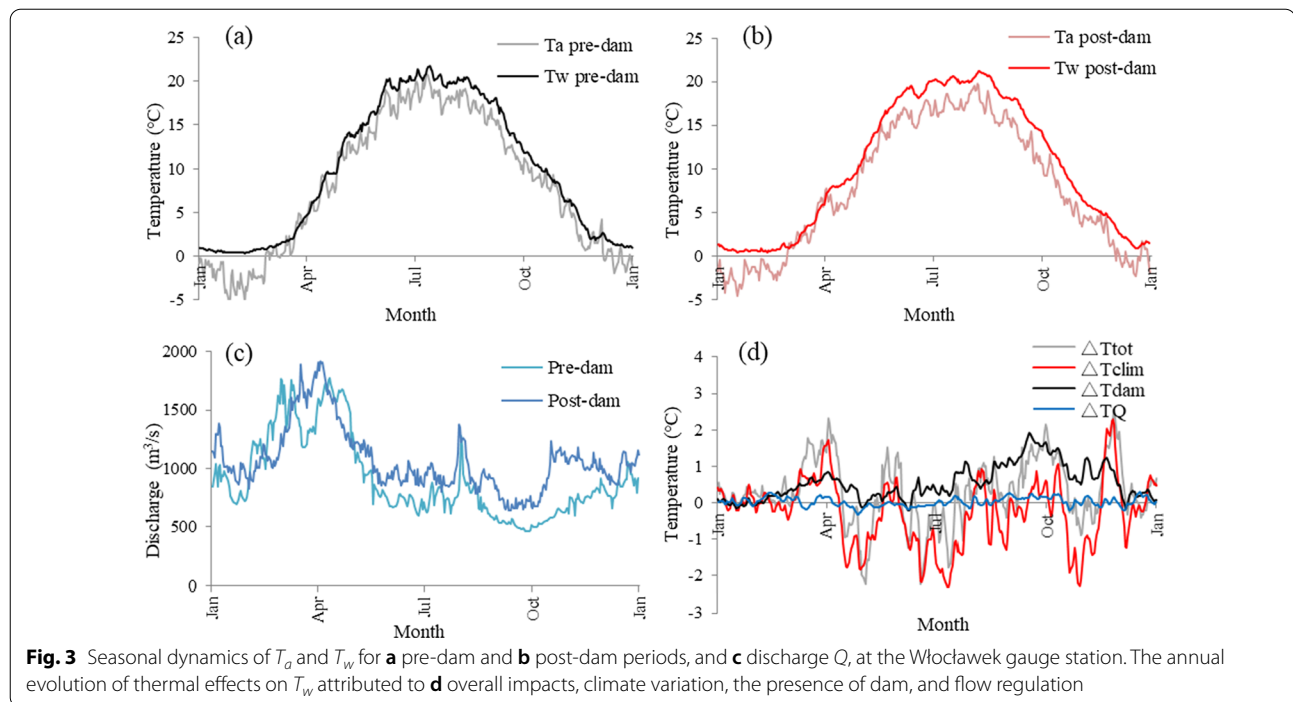 (a)
Ta pre-dam
Tw pre-dam
25
20
15
10
5
0
-5
Temperature (°C)
Jan
Apr
Jul
Oct
Jan
Month
(b)
Ta post-dam
Tw post-dam
25
20
15
10
5
0
-5
Temperature (°C)
Jan
Apr
Jul
Oct
Jan
Month
(c)
Pre-dam
Post-dam
2000
1500
1000
500
0
Discharge (m³/s)
Jan
Apr
Jul
Oct
Jan
Month
(d)
△Ttot
△Tclim
△Tdam
△TQ
4
3
2
1
0
-1
-2
-3
Temperature (°C)
Jan
Apr
Jul
Oct
Jan
Month
Fig. 3 Seasonal dynamics of Ta and Tw for a pre-dam and b post-dam periods, and c discharge Q, at the Włocławek gauge station. The annual
evolution of thermal effects on Tw attributed to d overall impacts, climate variation, the presence of dam, and flow regulation